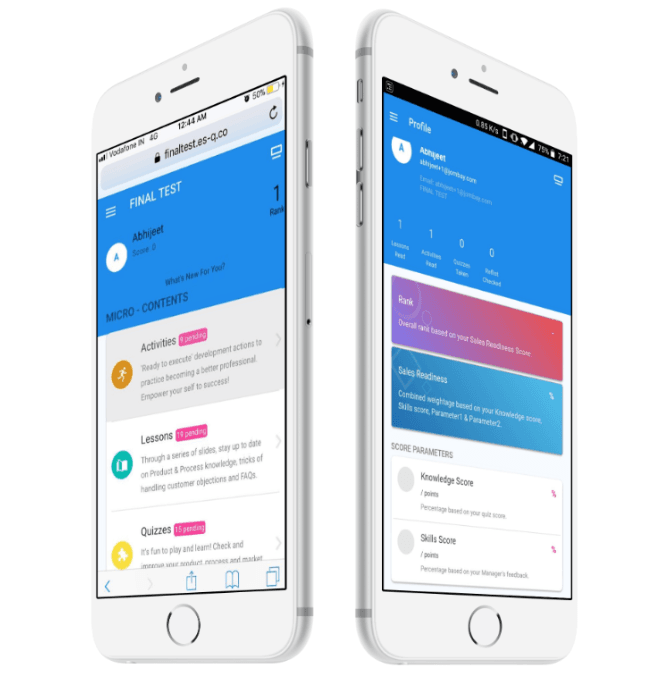 Vodafone IN 4G
12:44 AM
50%
finaltest.es-q.co
FINAL TEST
1
Rank
A
Abhijeet
Score: 0
What's New For You?
MICRO - CONTENTS
Activities
pending
'Ready to execute' development actions to
practice becoming a better professional.
Empower your self to success!
Lessons 19 pending
Through a series of slides, stay up to date
on Product & Process knowledge, tricks of
handling customer objections and FAQs.
Quizzes 15 pending
It's fun to play and learn! Check and
improve your product, process and market
0.85 K/s
75%
7:21
Profile
A
Abhijeet
abhijeet+1@jombay.com
Email: abhijeet+1@jombay.com
FINAL TEST
1 1 0 0
Lessons Activities Quizzes
Read Read Taken Checked
Rank
-
Overall rank based on your Sales Readiness Score
Sales Readiness
%
Combined weightage based on your Knowledge score,
Skills score, Parameter1 & Parameter2.
SCORE PARAMETERS
Knowledge Score
%
/ points
Percentage based on your quiz score.
Skills Score
%
/ points
Percentage based on your Manager's feedback.